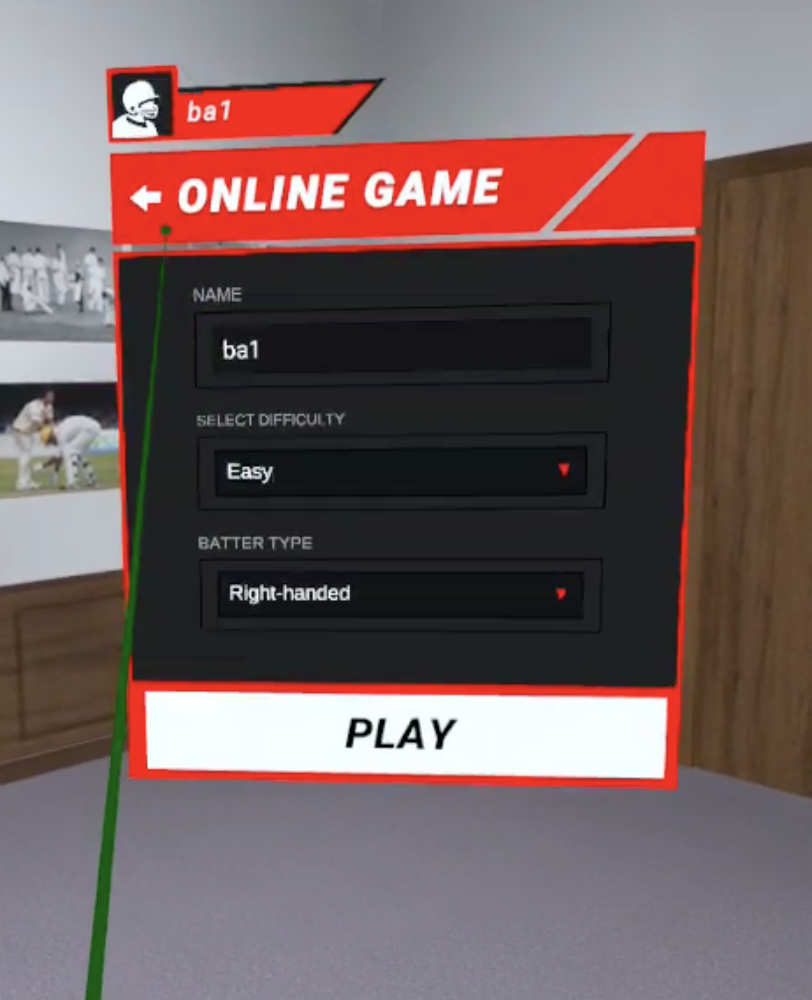 ba1
ONLINE GAME
NAME
ba1
SELECT DIFFICULTY
Easy
BATTER TYPE
Right-handed
PLAY